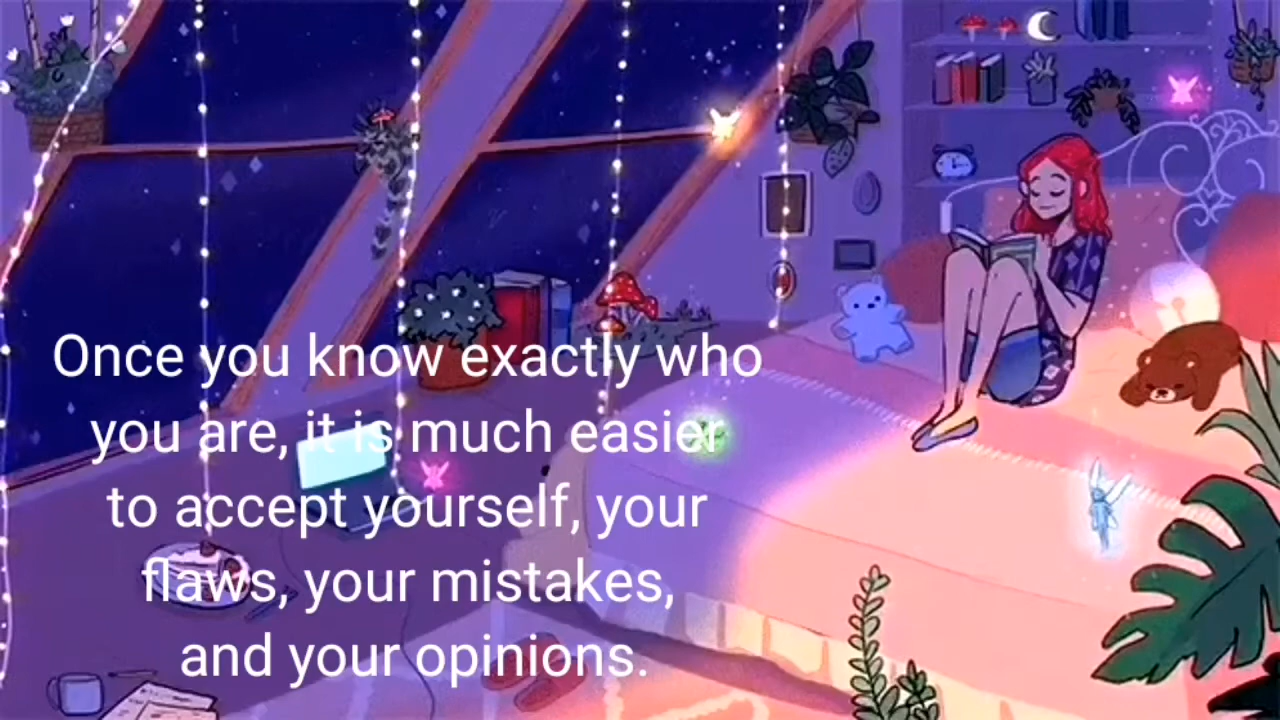 Once you know exactly who
you are, it is much easier
to accept yourself, your
flaws, your mistakes,
and your opinions.